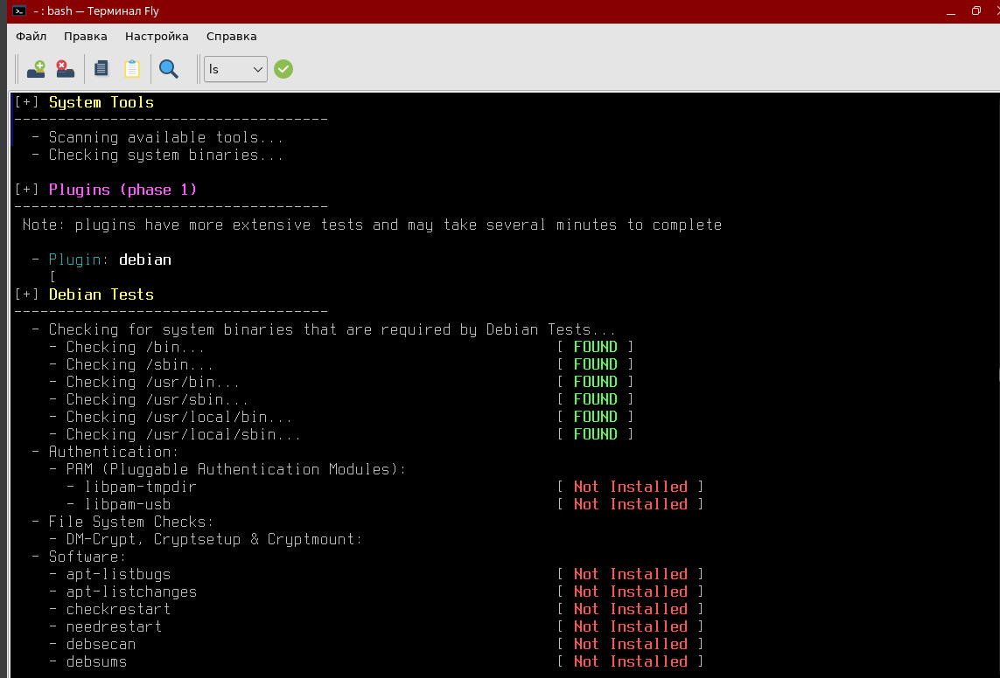 - : bash — Терминал Fly
Файл Правка Настройка Справка
ls
[+] System Tools
------------------------------------
- Scanning available tools...
- Checking system binaries...
[+] Plugins (phase 1)
------------------------------------
Note: plugins have more extensive tests and may take several minutes to complete
- Plugin: debian
[
[+] Debian Tests
------------------------------------
- Checking for system binaries that are required by Debian Tests...
- Checking /bin... [ FOUND ]
- Checking /sbin... [ FOUND ]
- Checking /usr/bin... [ FOUND ]
- Checking /usr/sbin... [ FOUND ]
- Checking /usr/local/bin... [ FOUND ]
- Checking /usr/local/sbin... [ FOUND ]
- Authentication:
- PAM (Pluggable Authentication Modules):
- libpam-tmpdir [ Not Installed ]
- libpam-usb [ Not Installed ]
- File System Checks:
- DM-Crypt, Cryptsetup & Cryptmount:
- Software:
- apt-listbugs [ Not Installed ]
- apt-listchanges [ Not Installed ]
- checkrestart [ Not Installed ]
- needrestart [ Not Installed ]
- debsecan [ Not Installed ]
- debsums [ Not Installed ]